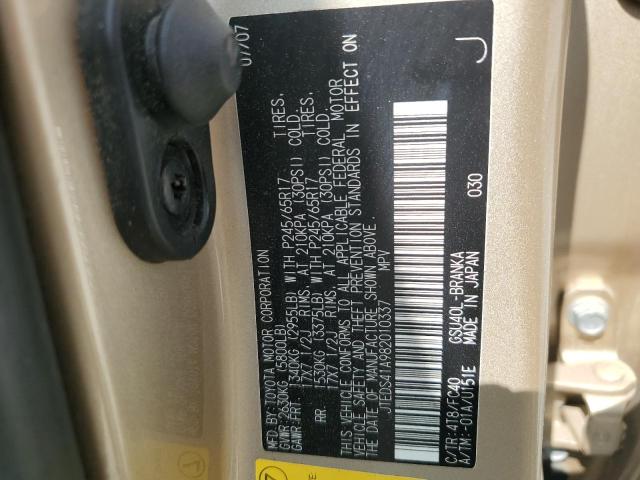 MFD.BY:TOYOTA MOTOR CORPORATION 07/07
GVWR:2630KG (5800LB)
GAWR:FRT 1340KG (2955LB) WITH P245/65R17 TIRES,
17X7 1/2J RIMS, AT 210KPA (30PSI) COLD.
RR. 1530KG (3375LB) WITH P245/65R17 TIRES,
17X7 1/2J RIMS, AT 210KPA (30PSI) COLD.
THIS VEHICLE CONFORMS TO ALL APPLICABLE FEDERAL MOTOR
VEHICLE SAFETY AND THEFT PREVENTION STANDARDS IN EFFECT ON
THE DATE OF MANUFACTURE SHOWN ABOVE.
JTEDS41A982010337 MPV
030 J
C/TR:4T8/FC40 GSU40L-BRANKA
A/TM:-01A/U151E MADE IN JAPAN